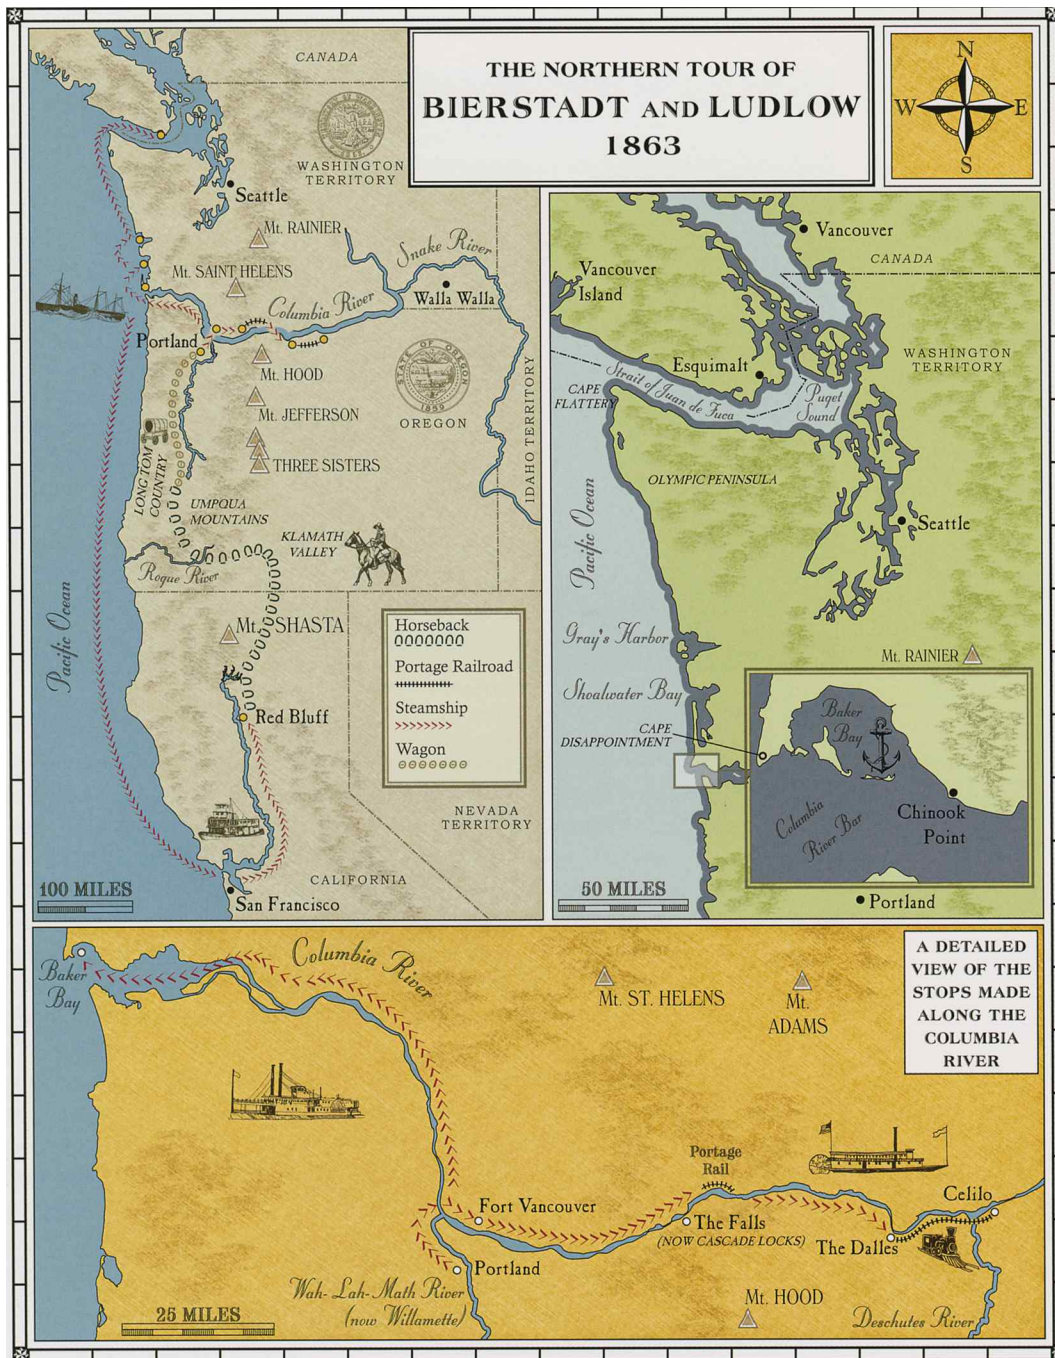 THE NORTHERN TOUR OF
BIERSTADT AND LUDLOW
1863
N
W
E
S
CANADA
WASHINGTON
TERRITORY
Seattle
Mt. RAINIER
Mt. SAINT HELENS
Snake River
Columbia River
Walla Walla
Portland
Mt. HOOD
STATE OF OREGON
1859
Mt. JEFFERSON
OREGON
IDAHO TERRITORY
THREE SISTERS
LONG TOM
COUNTRY
UMPQUA
MOUNTAINS
KLAMATH
VALLEY
Rogue River
Pacific Ocean
Mt. SHASTA
Red Bluff
Horseback
Portage Railroad
Steamship
Wagon
NEVADA
TERRITORY
CALIFORNIA
San Francisco
100 MILES
Vancouver
CANADA
Vancouver
Island
WASHINGTON
TERRITORY
Esquimalt
CAPE
FLATTERY
Strait of Juan de Fuca
Puget
Sound
OLYMPIC PENINSULA
Seattle
Pacific Ocean
Gray's Harbor
Mt. RAINIER
Shoalwater Bay
CAPE
DISAPPOINTMENT
Baker
Bay
Columbia
River Bar
Chinook
Point
50 MILES
Portland
A DETAILED
VIEW OF THE
STOPS MADE
ALONG THE
COLUMBIA
RIVER
Baker
Bay
Columbia River
Mt. ST. HELENS
Mt.
ADAMS
Portage
Rail
Fort Vancouver
The Falls
(NOW CASCADE LOCKS)
Celilo
The Dalles
Portland
Wah-Lah-Math River
(now Willamette)
Mt. HOOD
Deschutes River
25 MILES